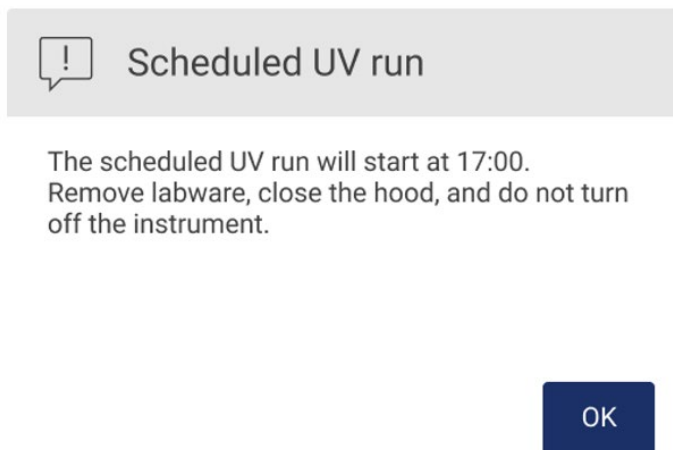 !
Scheduled UV run
The scheduled UV run will start at 17:00.
Remove labware, close the hood, and do not turn
off the instrument.
OK